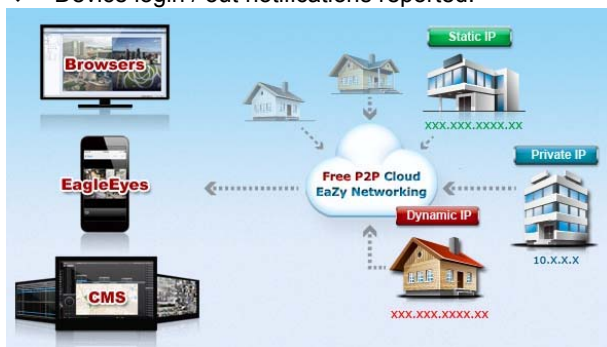 Device login / out notifications reported.
Browsers
Static IP
xxx.xxx.xxxx.xx
Private IP
Free P2P Cloud
EaZy Networking
EagleEyes
Dynamic IP
10.X.X.X
CMS
xxx.xxx.xxxx.xx